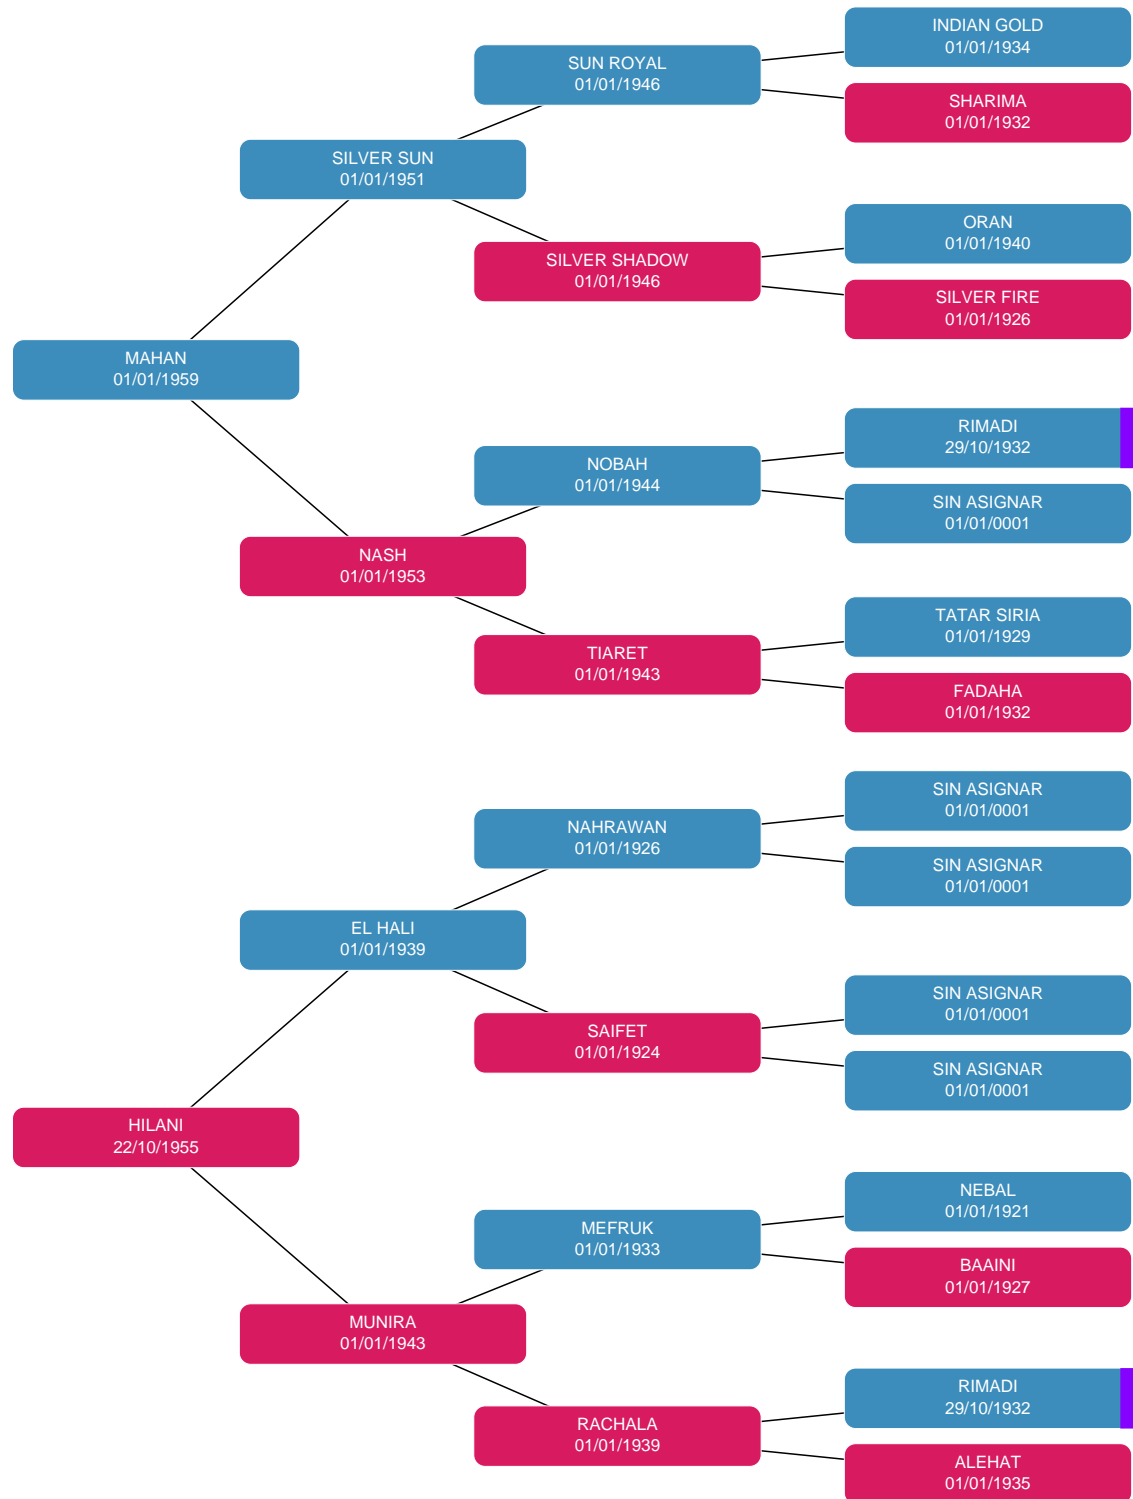 INDIAN GOLD
01/01/1934
SUN ROYAL
01/01/1946
SHARIMA
01/01/1932
SILVER SUN
01/01/1951
ORAN
01/01/1940
SILVER SHADOW
01/01/1946
SILVER FIRE
01/01/1926
MAHAN
01/01/1959
RIMADI
29/10/1932
NOBAH
01/01/1944
SIN ASIGNAR
01/01/0001
NASH
01/01/1953
TATAR SIRIA
01/01/1929
TIARET
01/01/1943
FADAHA
01/01/1932
SIN ASIGNAR
01/01/0001
NAHRAWAN
01/01/1926
SIN ASIGNAR
01/01/0001
EL HALI
01/01/1939
SIN ASIGNAR
01/01/0001
SAIFET
01/01/1924
SIN ASIGNAR
01/01/0001
HILANI
22/10/1955
NEBAL
01/01/1921
MEFRUK
01/01/1933
BAAINI
01/01/1927
MUNIRA
01/01/1943
RIMADI
29/10/1932
RACHALA
01/01/1939
ALEHAT
01/01/1935